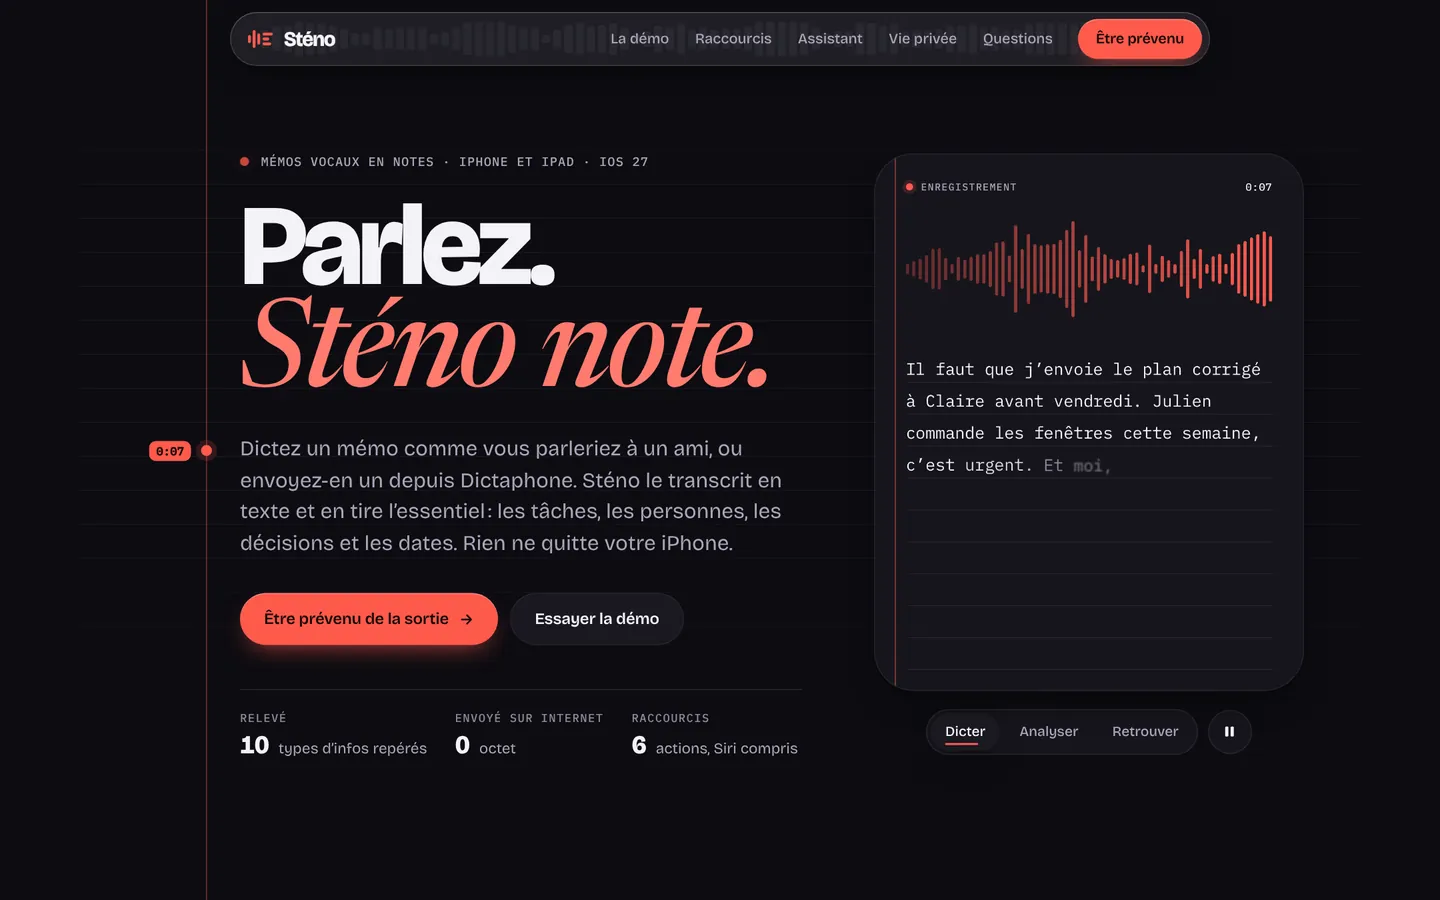 Sténo
La démo
Raccourcis
Assistant
Vie privée
Questions
Être prévenu
MÉMOS VOCAUX EN NOTES · IPHONE ET IPAD · IOS 27
Parlez.
Sténo note.
0:07
Dictez un mémo comme vous parleriez à un ami, ou
envoyez-en un depuis Dictaphone. Sténo le transcrit en
texte et en tire l’essentiel : les tâches, les personnes, les
décisions et les dates. Rien ne quitte votre iPhone.
Être prévenu de la sortie →
Essayer la démo
RELEVÉ
10 types d’infos repérés
ENVOYÉ SUR INTERNET
0 octet
RACCOURCIS
6 actions, Siri compris
ENREGISTREMENT
0:07
Il faut que j’envoie le plan corrigé
à Claire avant vendredi. Julien
commande les fenêtres cette semaine,
c’est urgent. Et moi,
Dicter
Analyser
Retrouver